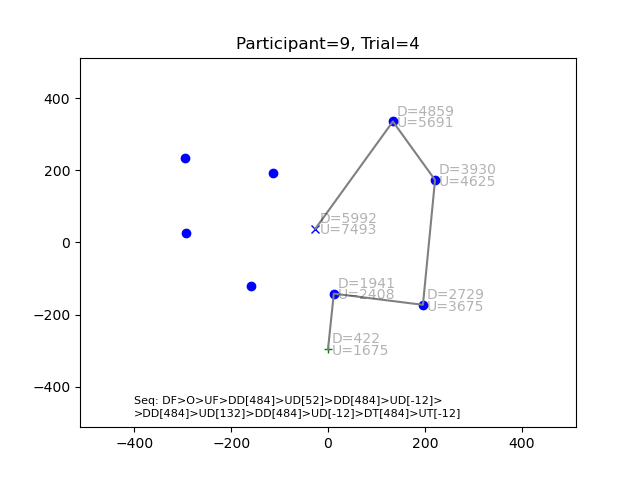 Participant=9, Trial=4
400
200
0
−200
−400
D=4859
U=5691
D=3930
U=4625
D=5992
U=7493
D=1941
U=2408
D=2729
U=3675
D=422
U=1675
Seq: DF>O>UF>DD[484]>UD[52]>DD[484]>UD[-12]>
>DD[484]>UD[132]>DD[484]>UD[-12]>DT[484]>UT[-12]
−400
−200
0
200
400